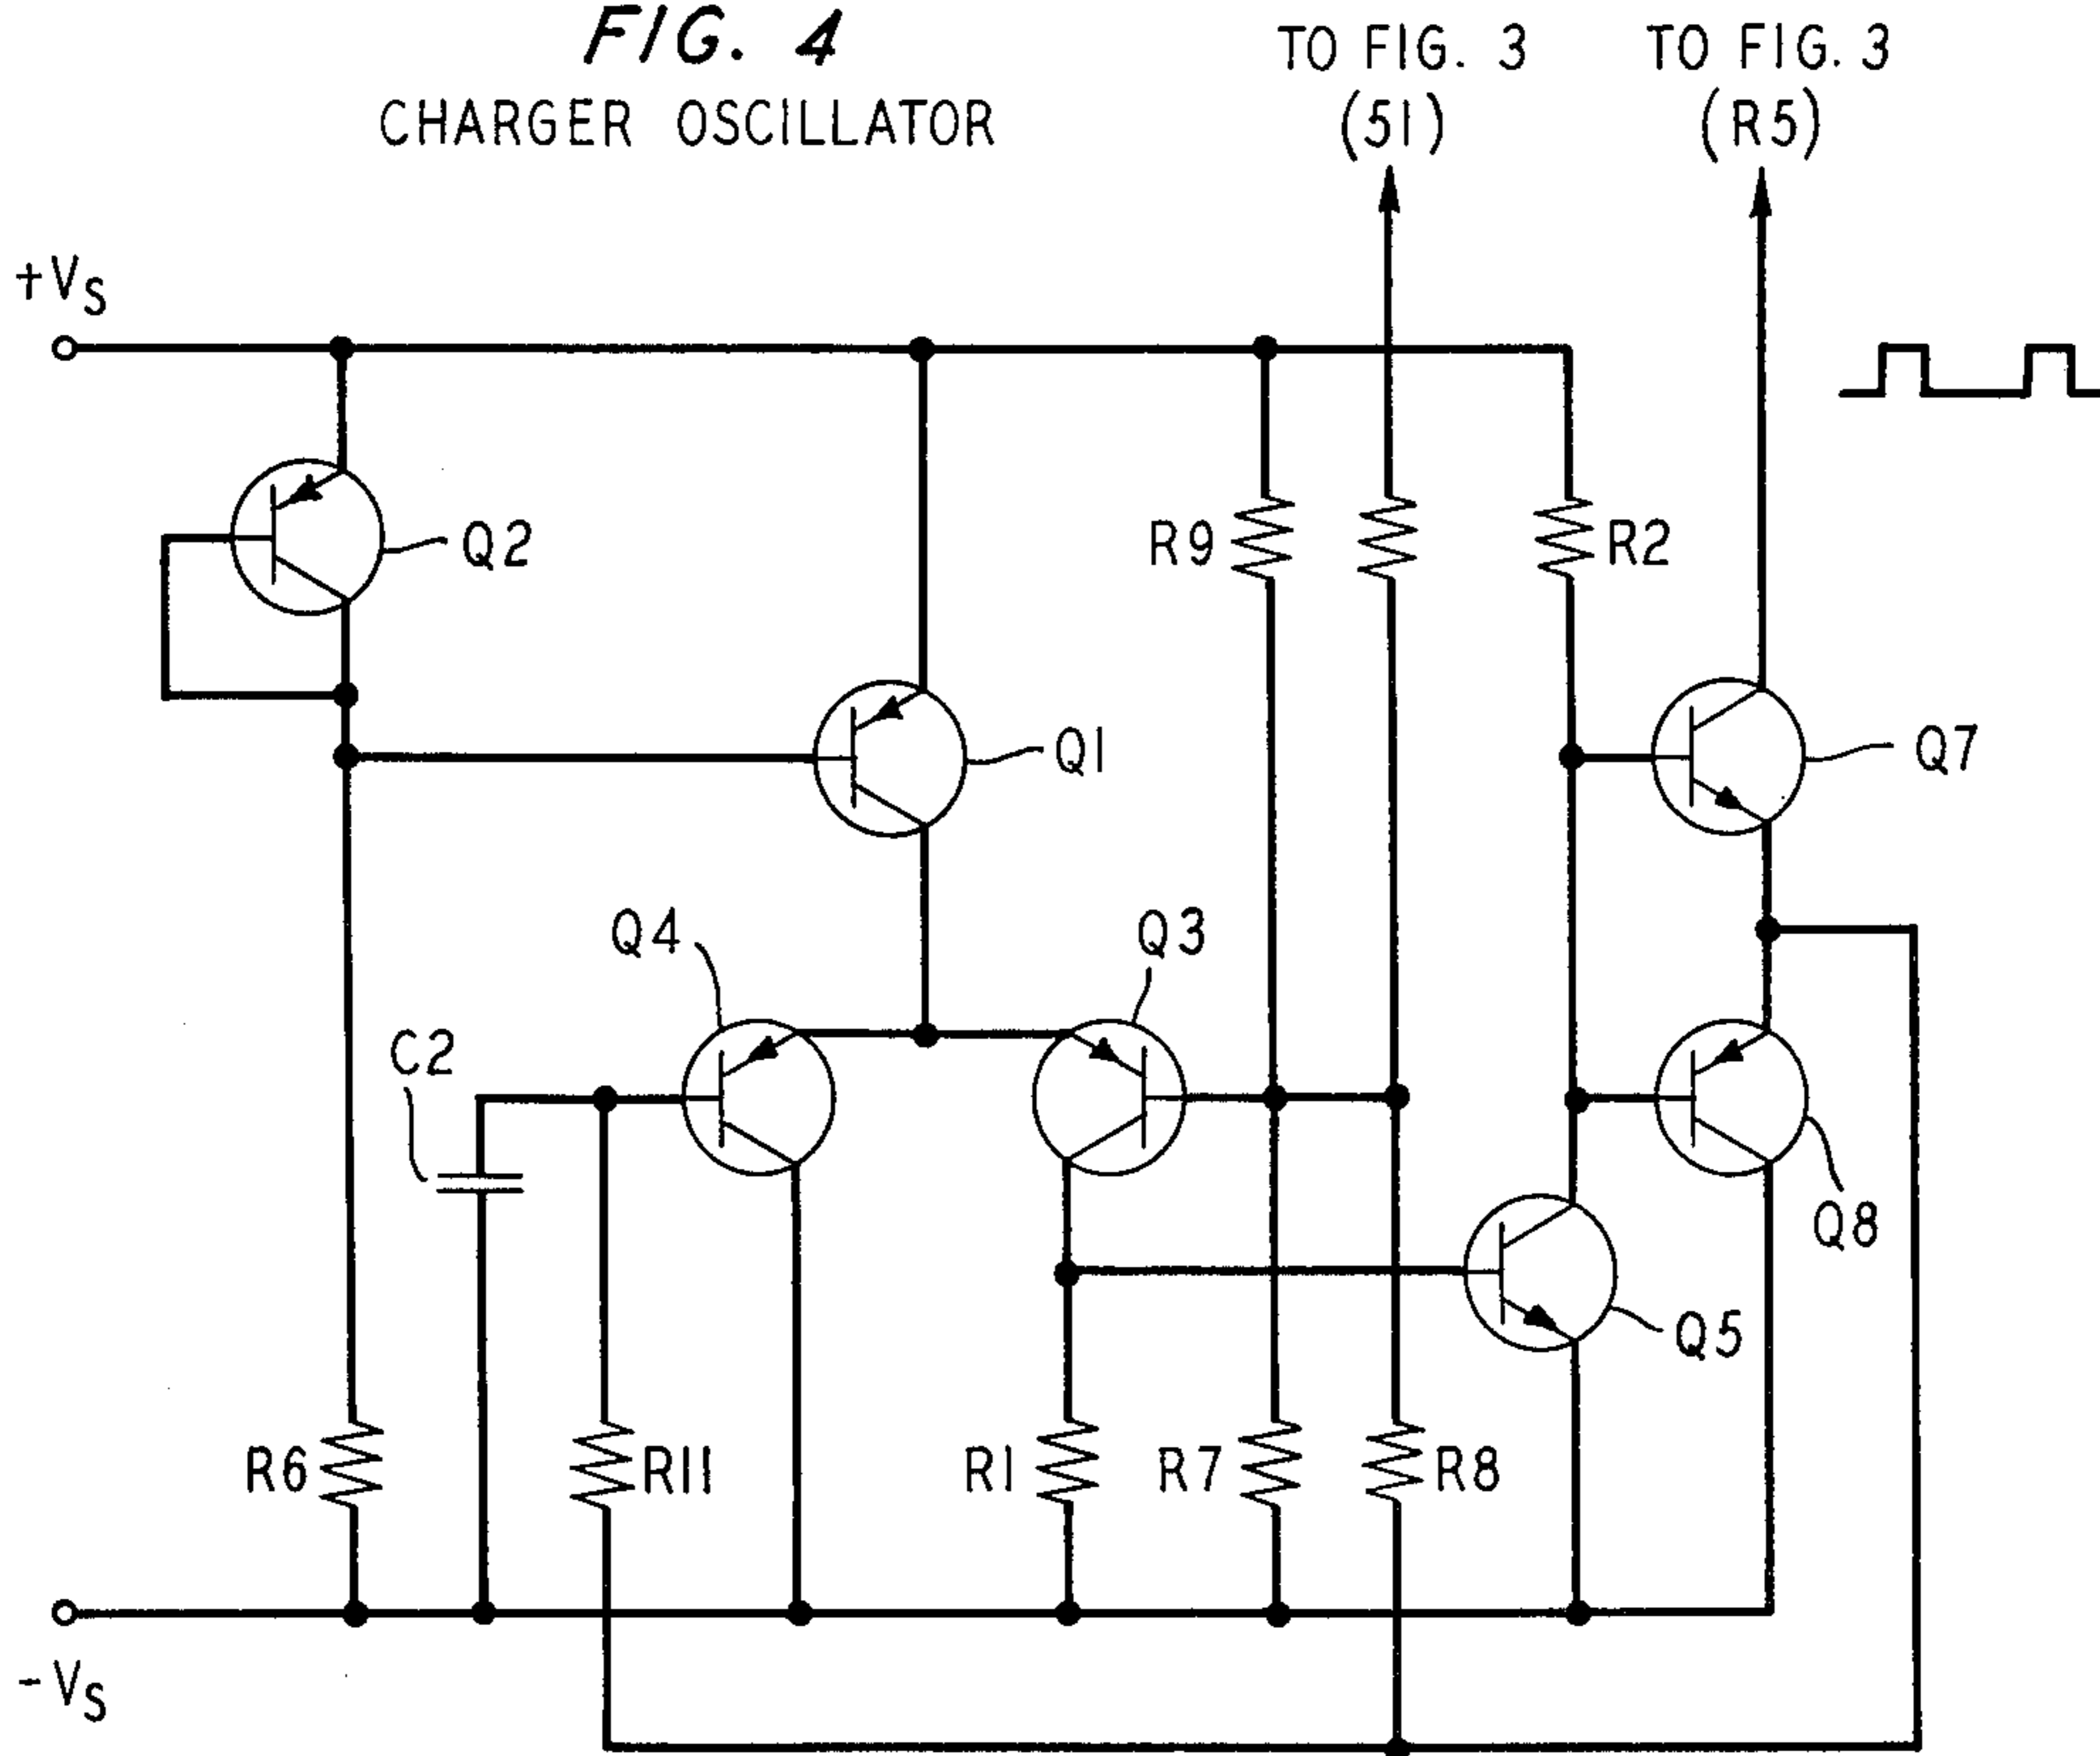 FIG. 4
CHARGER OSCILLATOR
TO FIG. 3
(51)
TO FIG. 3
(R5)
+VS
Q2
R9
R2
Q1
Q7
Q4
Q3
C2
Q8
Q5
R6
R11
R1
R7
R8
-VS